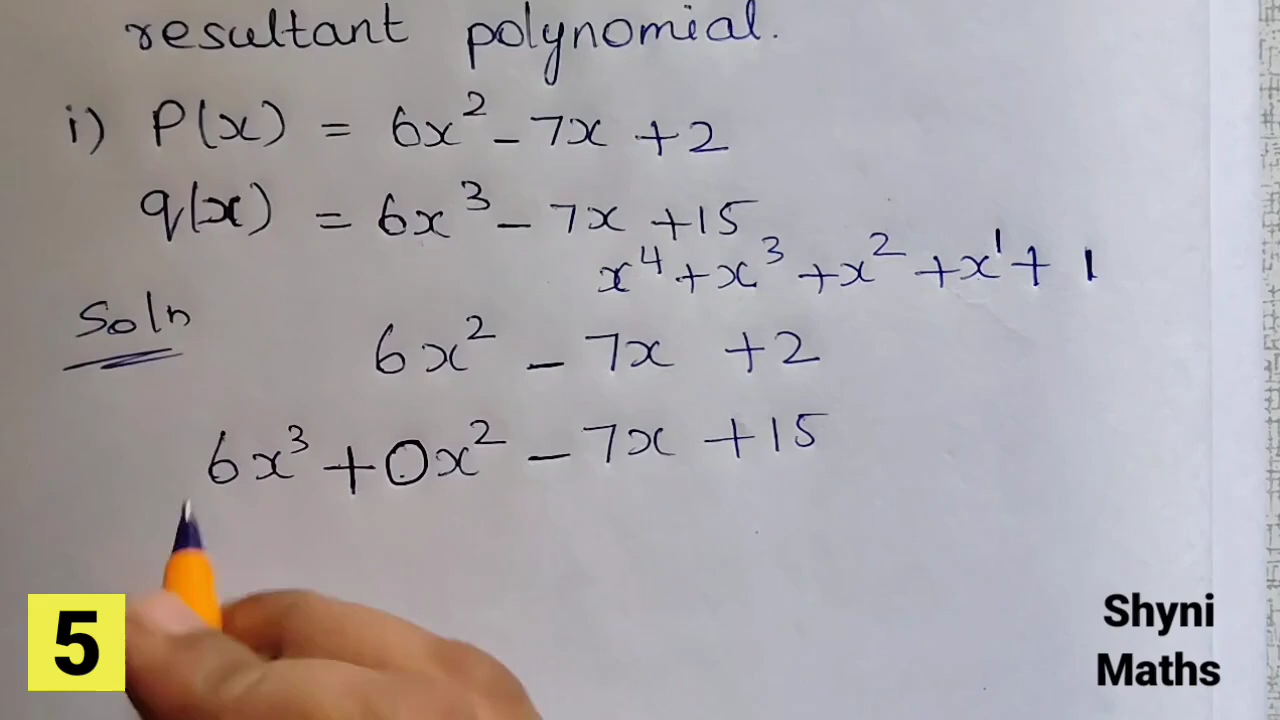 resultant polynomial.
i) P(x) = 6x² - 7x + 2
q(x) = 6x³ - 7x + 15
x⁴ + x³ + x² + x¹ + 1
Soln
6x² - 7x + 2
6x³ + 0x² - 7x + 15
5
Shyni
Maths